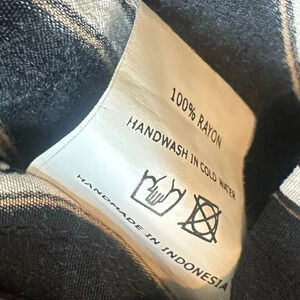 100% RAYON
HANDWASH IN COLD WATER
HANDMADE IN INDONESIA